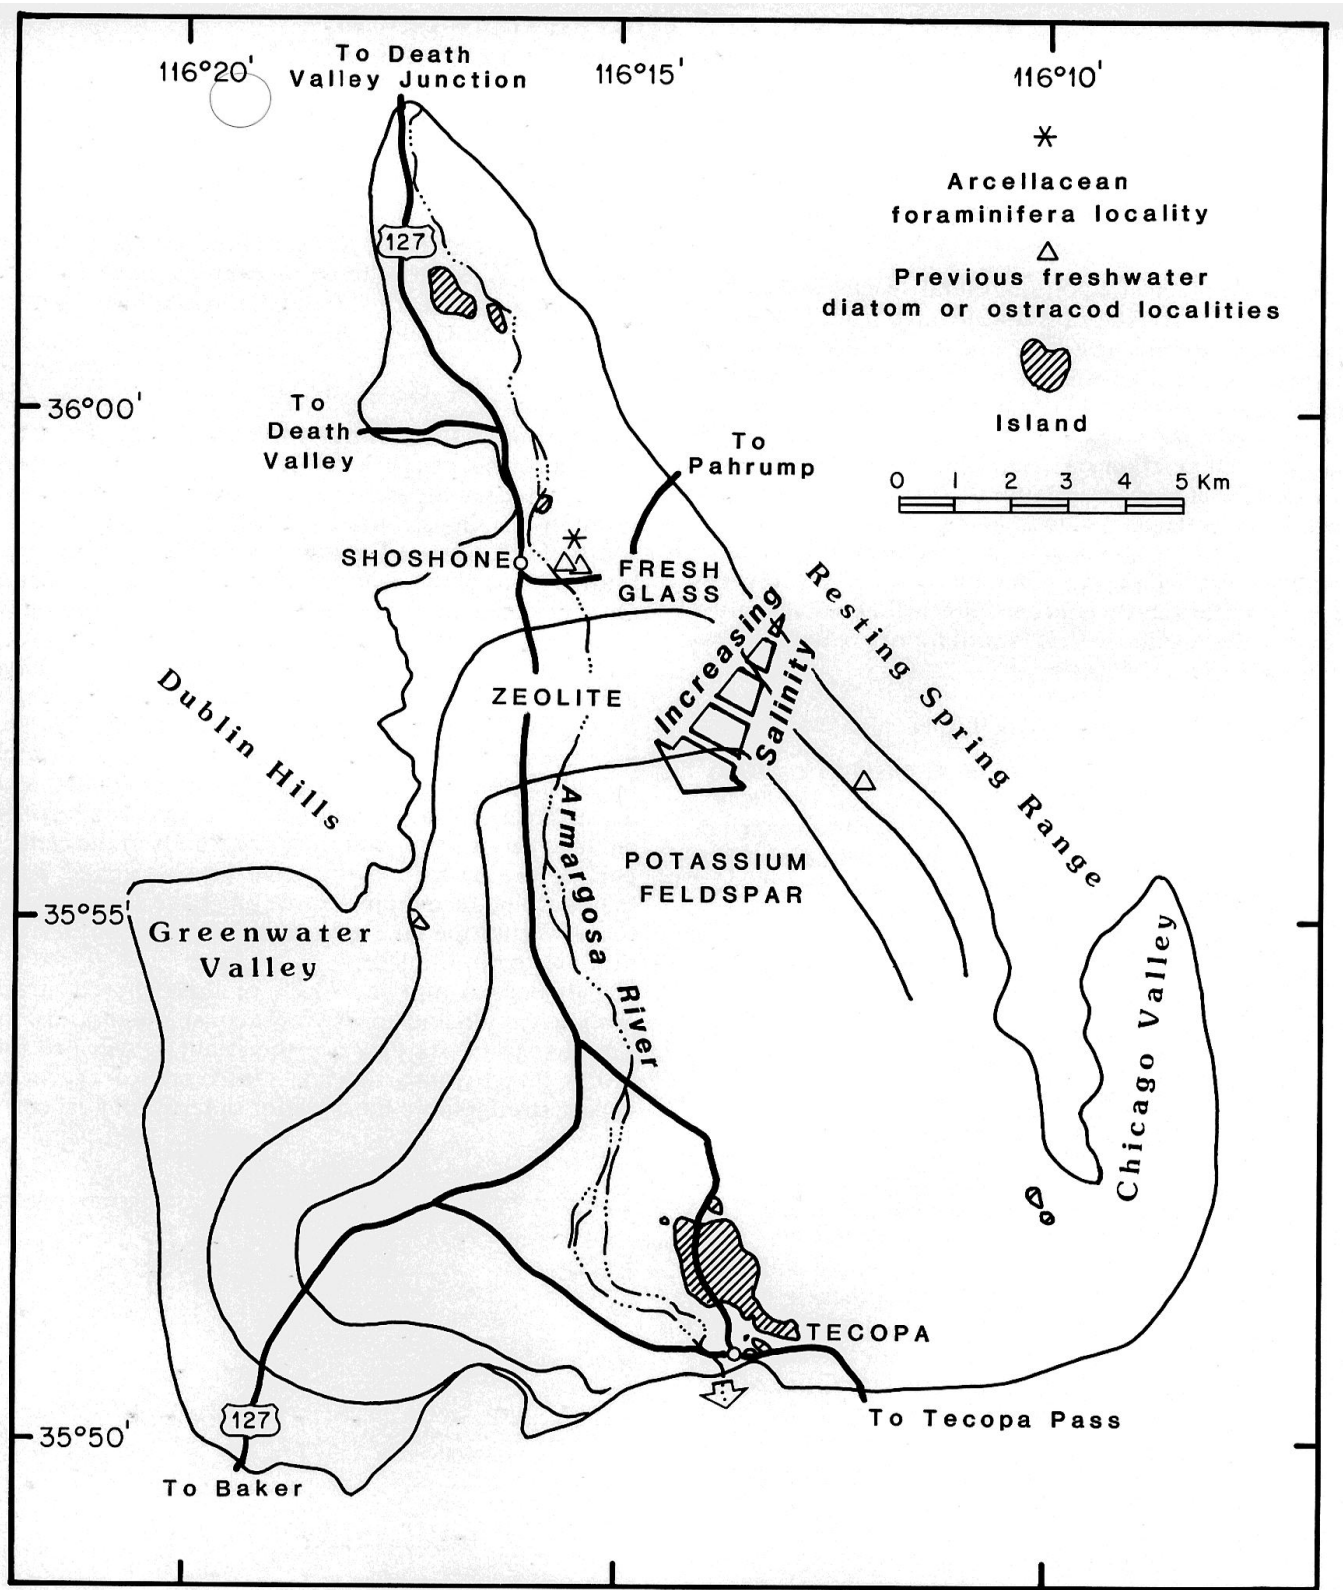 To Death
Valley Junction
116°20'
116°15'
116°10'
Arcellacean
foraminifera locality
127
Previous freshwater
diatom or ostracod localities
Island
36°00'
To
Death
Valley
To
Pahrump
0 1 2 3 4 5 Km
SHOSHONE
FRESH
GLASS
Increasing
Salinity
Resting Spring Range
ZEOLITE
Dublin Hills
Armargosa River
POTASSIUM
FELDSPAR
35°55'
Greenwater
Valley
Chicago Valley
TECOPA
127
To Tecopa Pass
35°50'
To Baker